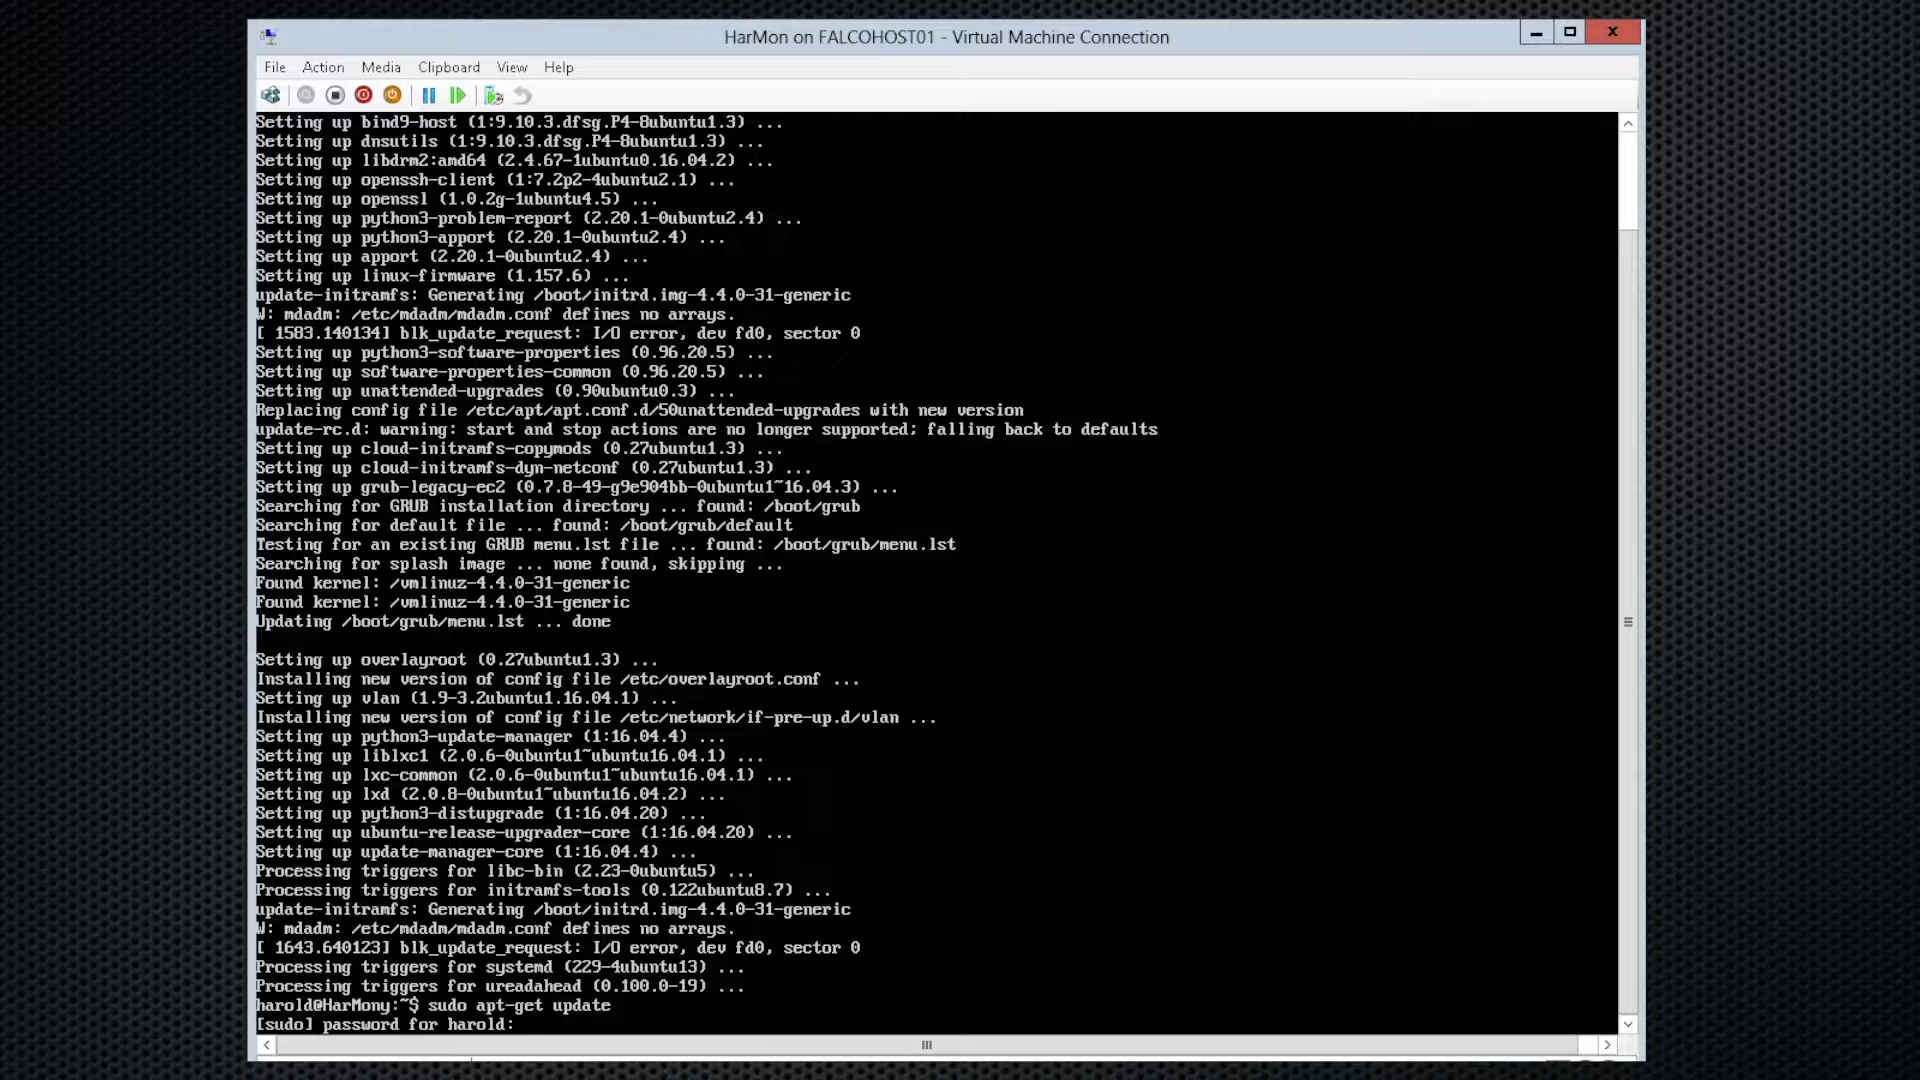 HarMon on FALCOHOST01 - Virtual Machine Connection
File Action Media Clipboard View Help
Setting up bind9-host (1:9.10.3.dfsg.P4-8ubuntu1.3) ...
Setting up dnsutils (1:9.10.3.dfsg.P4-8ubuntu1.3) ...
Setting up libdrm2:amd64 (2.4.67-1ubuntu0.16.04.2) ...
Setting up openssh-client (1:7.2p2-4ubuntu2.1) ...
Setting up openssl (1.0.2g-1ubuntu4.5) ...
Setting up python3-problem-report (2.20.1-0ubuntu2.4) ...
Setting up python3-apport (2.20.1-0ubuntu2.4) ...
Setting up apport (2.20.1-0ubuntu2.4) ...
Setting up linux-firmware (1.157.6) ...
update-initramfs: Generating /boot/initrd.img-4.4.0-31-generic
W: mdadm: /etc/mdadm/mdadm.conf defines no arrays.
[ 1583.140134] blk_update_request: I/O error, dev fd0, sector 0
Setting up python3-software-properties (0.96.20.5) ...
Setting up software-properties-common (0.96.20.5) ...
Setting up unattended-upgrades (0.90ubuntu0.3) ...
Replacing config file /etc/apt/apt.conf.d/50unattended-upgrades with new version
update-rc.d: warning: start and stop actions are no longer supported; falling back to defaults
Setting up cloud-initramfs-copymods (0.27ubuntu1.3) ...
Setting up cloud-initramfs-dyn-netconf (0.27ubuntu1.3) ...
Setting up grub-legacy-ec2 (0.7.8-49-g9e904bb-0ubuntu1~16.04.3) ...
Searching for GRUB installation directory ... found: /boot/grub
Searching for default file ... found: /boot/grub/default
Testing for an existing GRUB menu.lst file ... found: /boot/grub/menu.lst
Searching for splash image ... none found, skipping ...
Found kernel: /vmlinuz-4.4.0-31-generic
Found kernel: /vmlinuz-4.4.0-31-generic
Updating /boot/grub/menu.lst ... done
Setting up overlayroot (0.27ubuntu1.3) ...
Installing new version of config file /etc/overlayroot.conf ...
Setting up vlan (1.9-3.2ubuntu1.16.04.1) ...
Installing new version of config file /etc/network/if-pre-up.d/vlan ...
Setting up python3-update-manager (1:16.04.4) ...
Setting up liblxc1 (2.0.6-0ubuntu1~ubuntu16.04.1) ...
Setting up lxc-common (2.0.6-0ubuntu1~ubuntu16.04.1) ...
Setting up lxd (2.0.8-0ubuntu1~ubuntu16.04.2) ...
Setting up python3-distupgrade (1:16.04.20) ...
Setting up ubuntu-release-upgrader-core (1:16.04.20) ...
Setting up update-manager-core (1:16.04.4) ...
Processing triggers for libc-bin (2.23-0ubuntu5) ...
Processing triggers for initramfs-tools (0.122ubuntu8.7) ...
update-initramfs: Generating /boot/initrd.img-4.4.0-31-generic
W: mdadm: /etc/mdadm/mdadm.conf defines no arrays.
[ 1643.640123] blk_update_request: I/O error, dev fd0, sector 0
Processing triggers for systemd (229-4ubuntu13) ...
Processing triggers for ureadahead (0.100.0-19) ...
harold@HarMony:~$ sudo apt-get update
[sudo] password for harold: